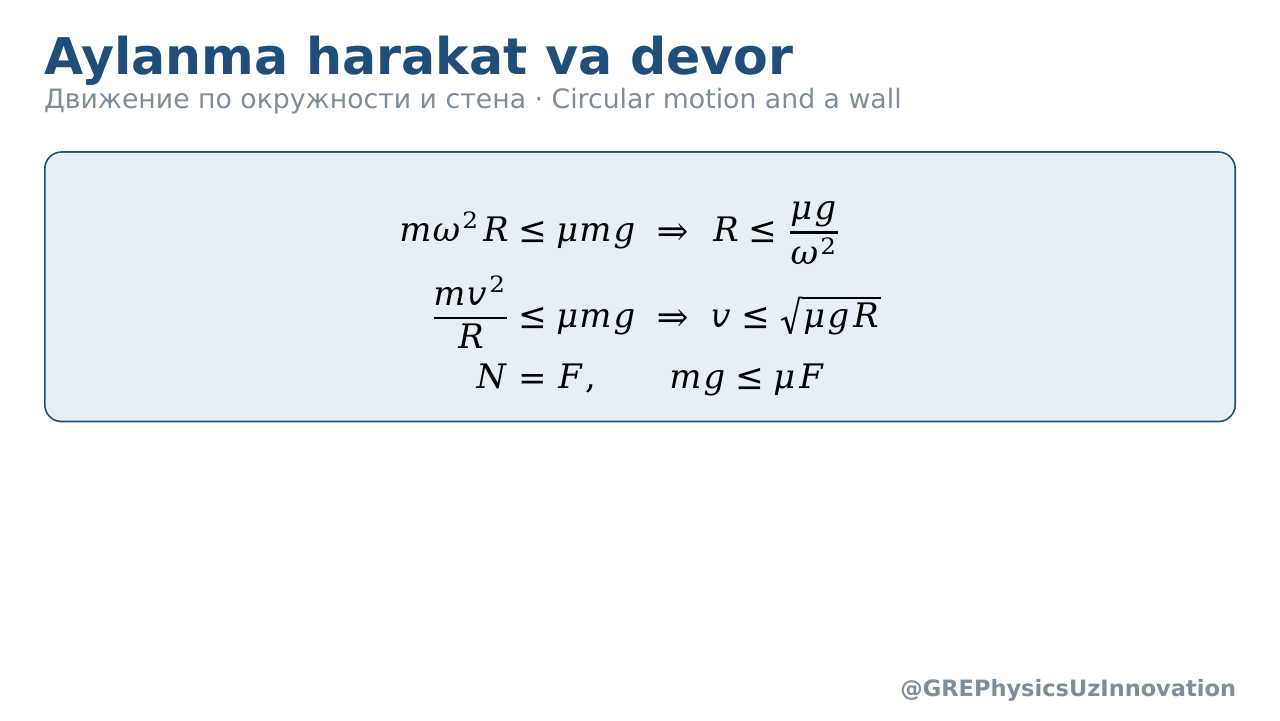 Aylanma harakat va devor
Движение по окружности и стена · Circular motion and a wall
mω²R ≤ μmg ⇒ R ≤ μg/ω²
mv²/R ≤ μmg ⇒ v ≤ √(μgR)
N = F, mg ≤ μF
@GREPhysicsUzInnovation